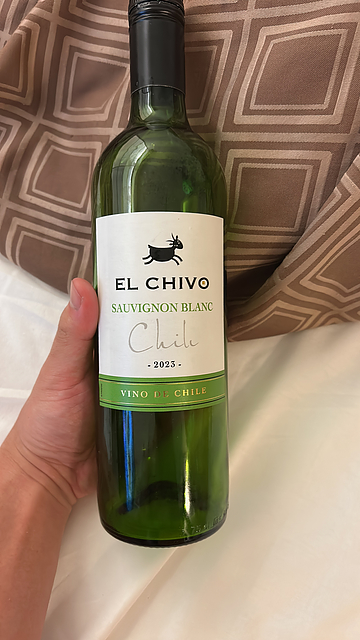 EL CHIVO
SAUVIGNON BLANC
Chile
- 2023 -
VINO DE CHILE